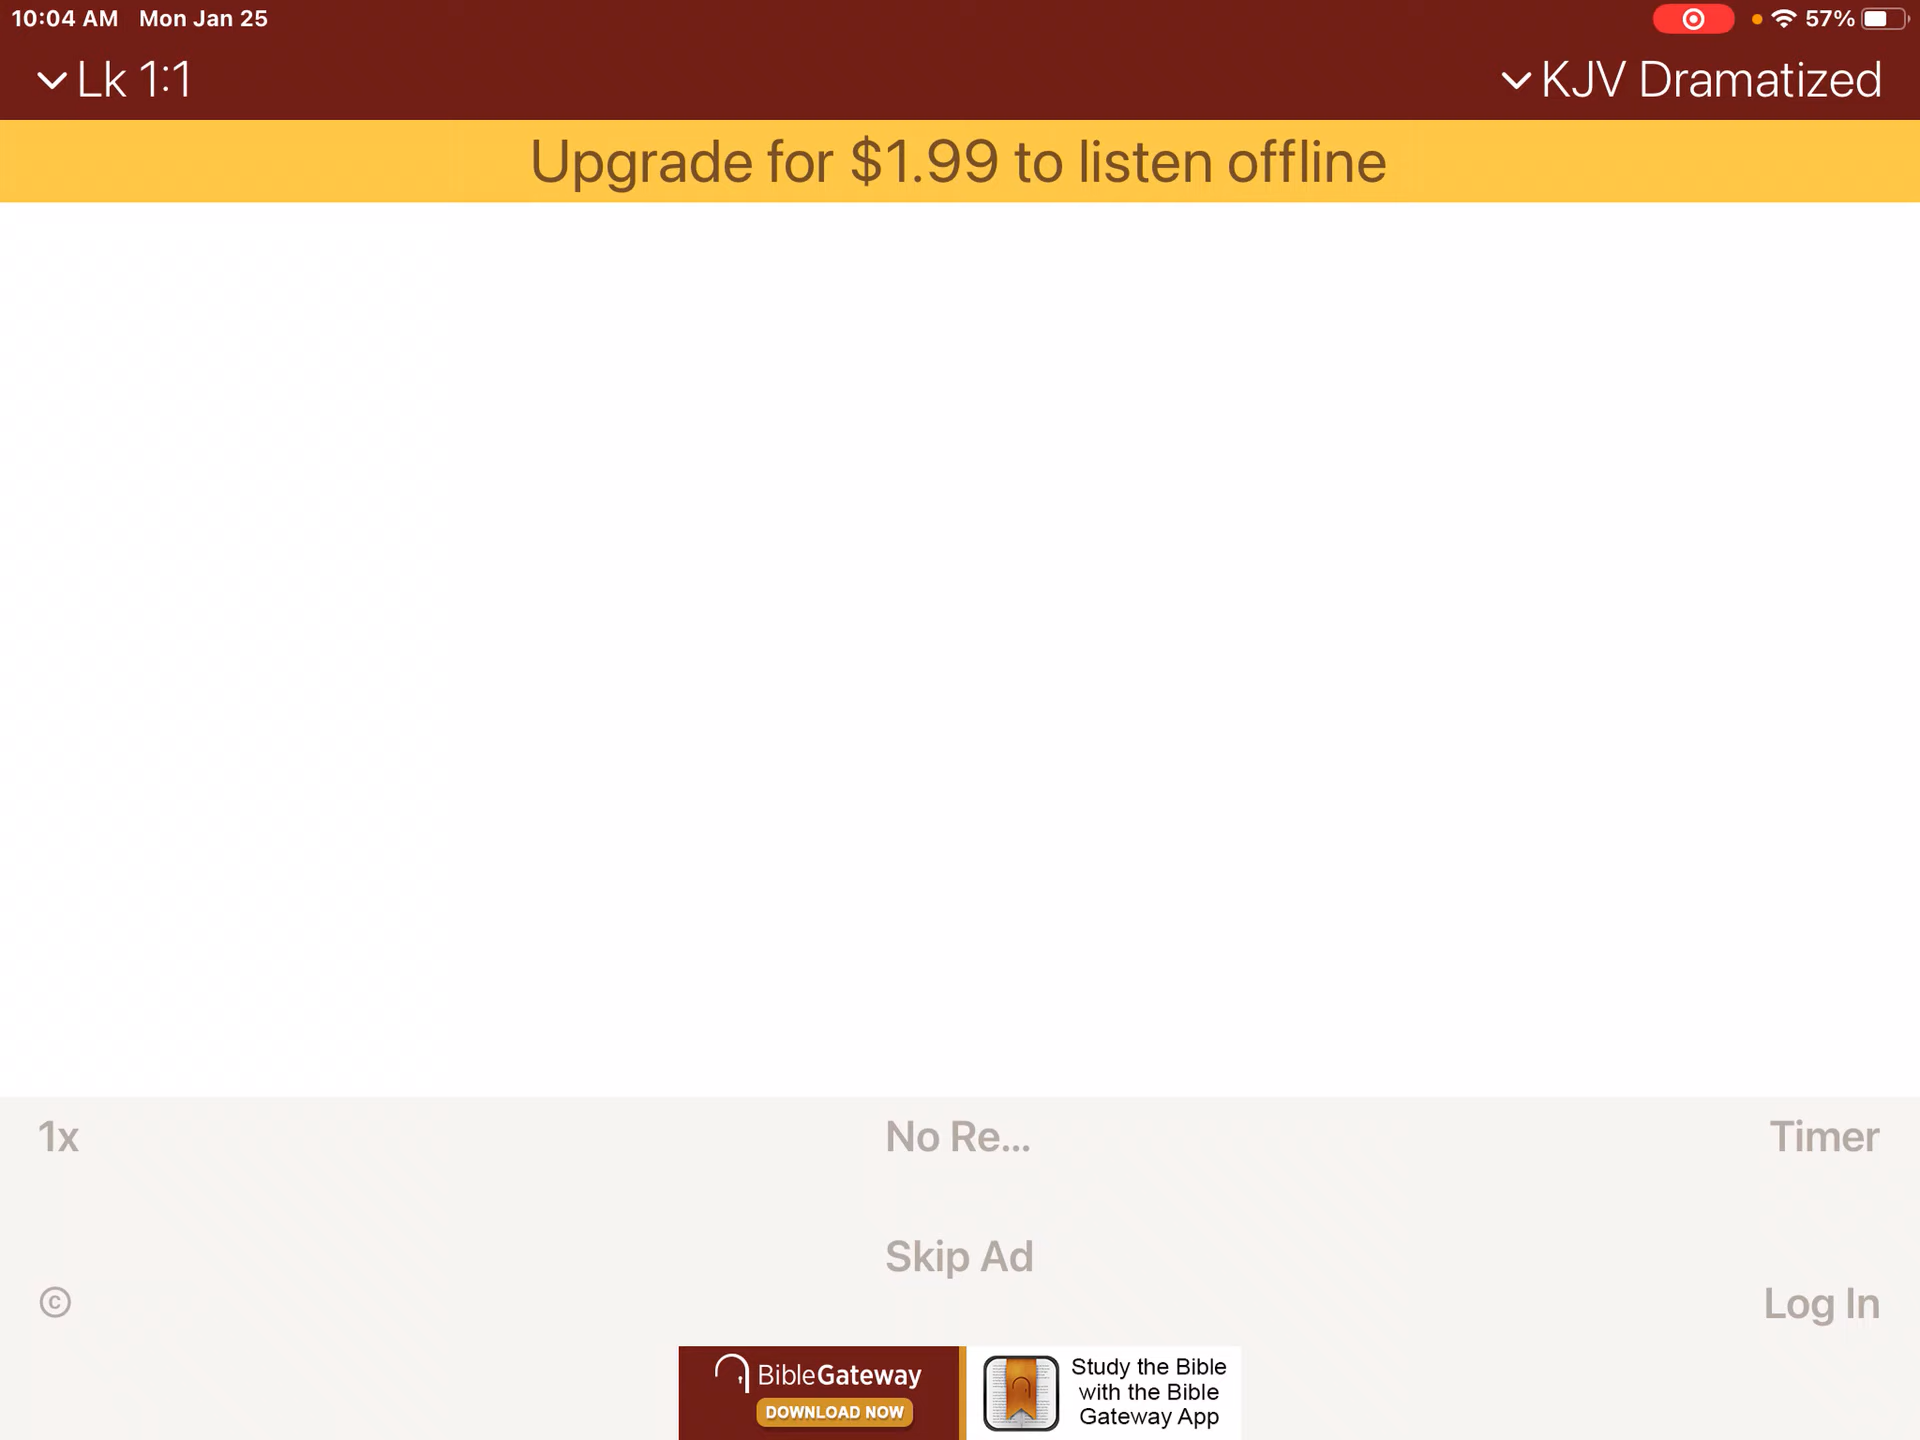 10:04 AM Mon Jan 25
57%
Lk 1:1
KJV Dramatized
Upgrade for $1.99 to listen offline
1x
No Re...
Timer
Skip Ad
©
Log In
BibleGateway
DOWNLOAD NOW
Study the Bible
with the Bible
Gateway App